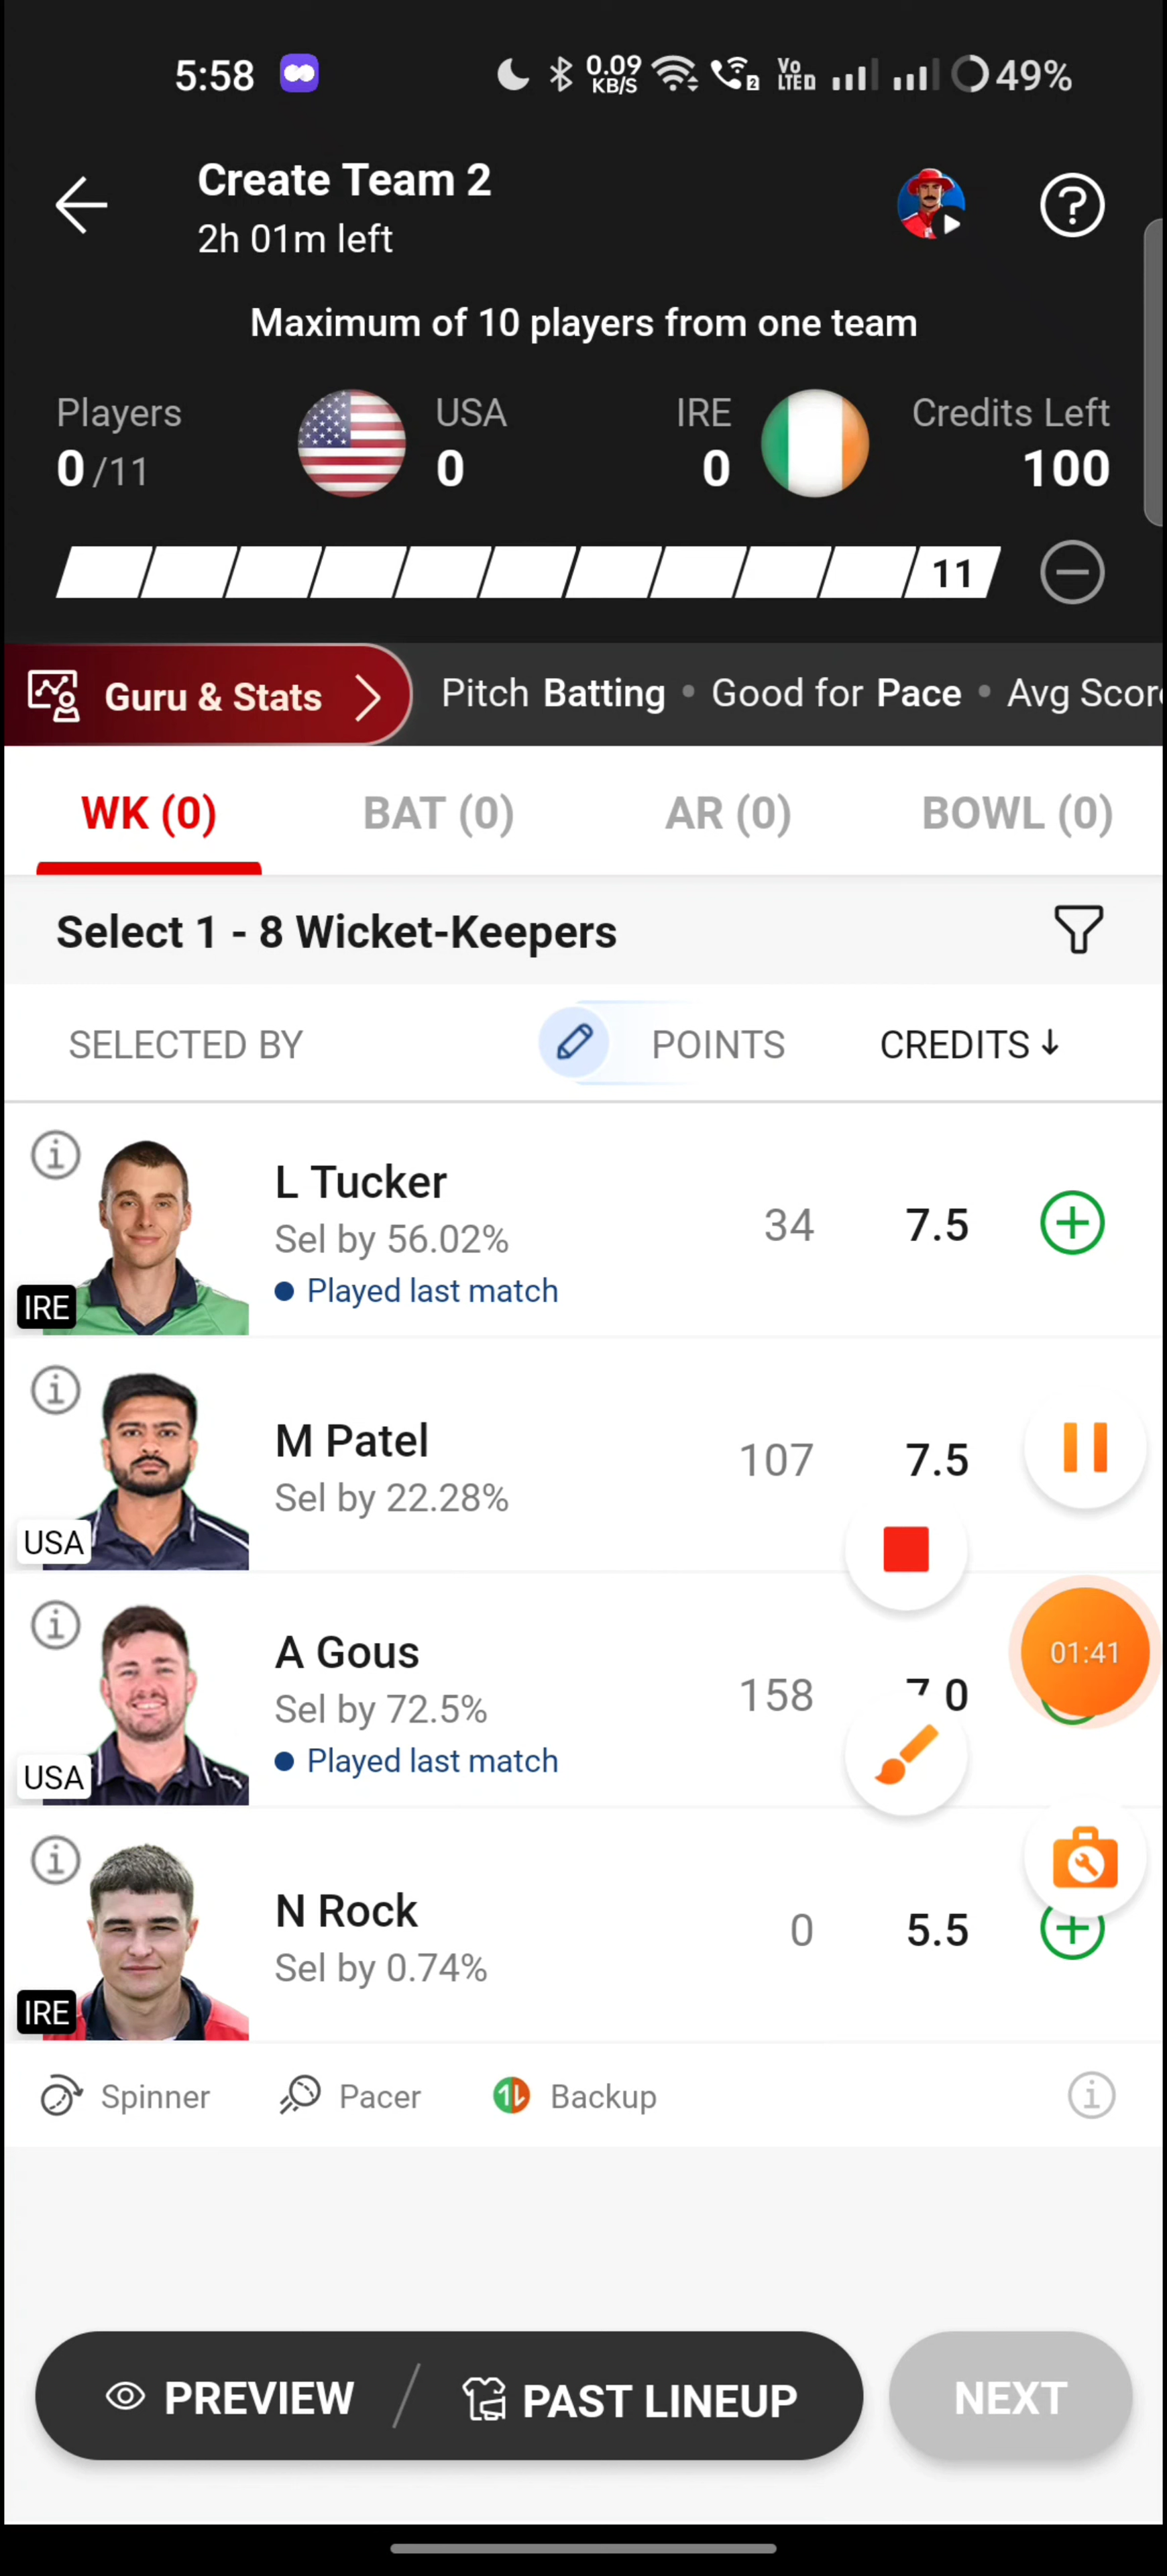 5:58 0.09 KB/S 2 Vo LTED 49%
Create Team 2
2h 01m left
Maximum of 10 players from one team
Players USA IRE Credits Left
0/11 0 0 100
11
Guru & Stats Pitch Batting • Good for Pace • Avg
WK (0) BAT (0) AR (0) BOWL (0)
Select 1 - 8 Wicket-Keepers
SELECTED BY POINTS CREDITS ↓
L Tucker
Sel by 56.02%
34 7.5
Played last match
IRE
M Patel
107 7.5
Sel by 22.28%
USA
A Gous
Sel by 72.5%
158 7.0
01:41
Played last match
USA
N Rock
0 5.5
Sel by 0.74%
IRE
Spinner Pacer Backup
PREVIEW / PAST LINEUP NEXT